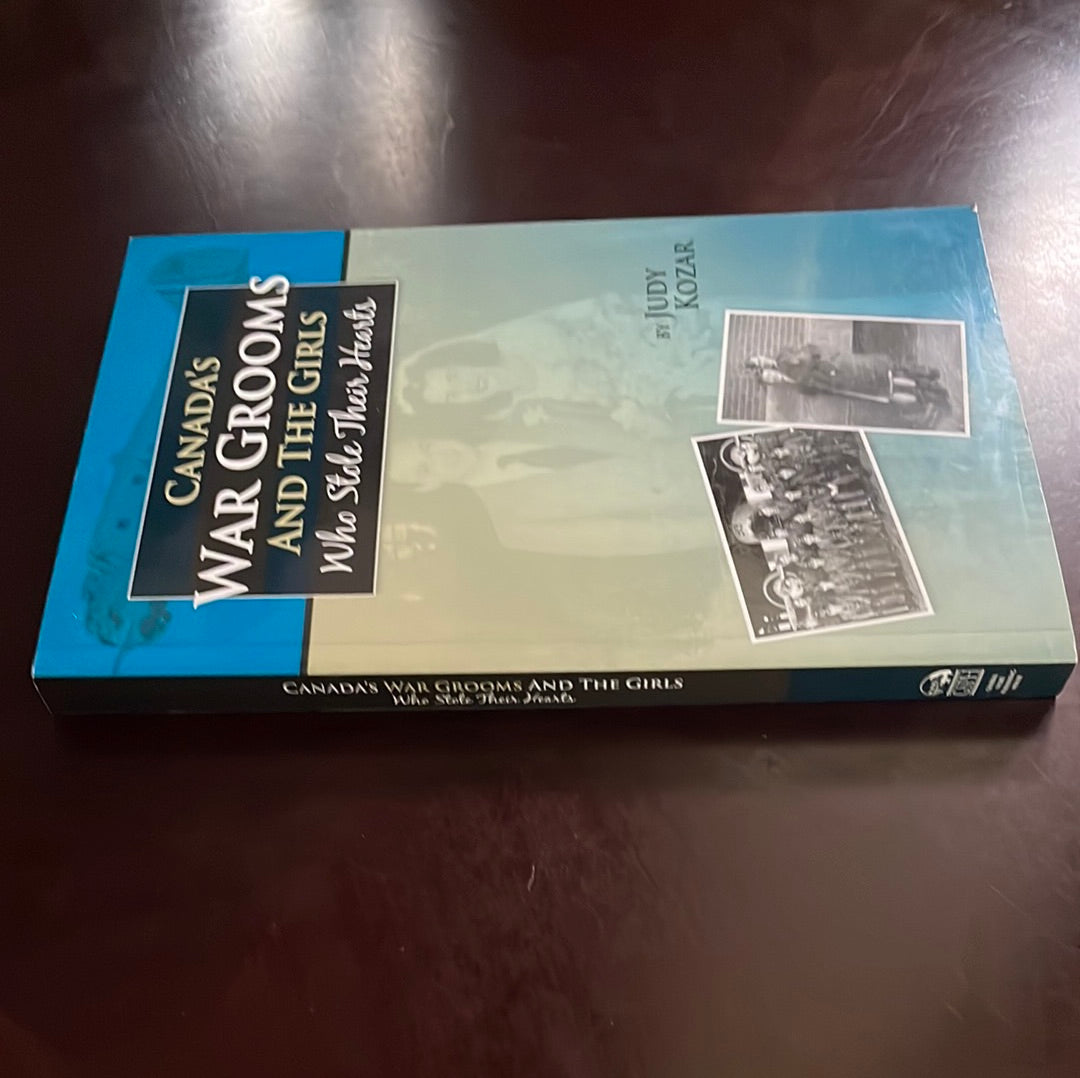 CANADA'S
WAR GROOMS
AND THE GIRLS
Who Stole Their Hearts
BY JUDY
KOZAR
CANADA'S WAR GROOMS AND THE GIRLS
Who Stole Their Hearts